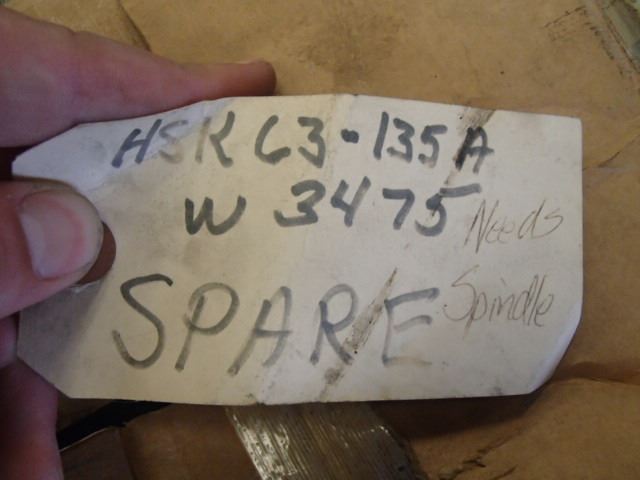 HSK 63-135A
W 3475
SPARE
Needs
Spindle